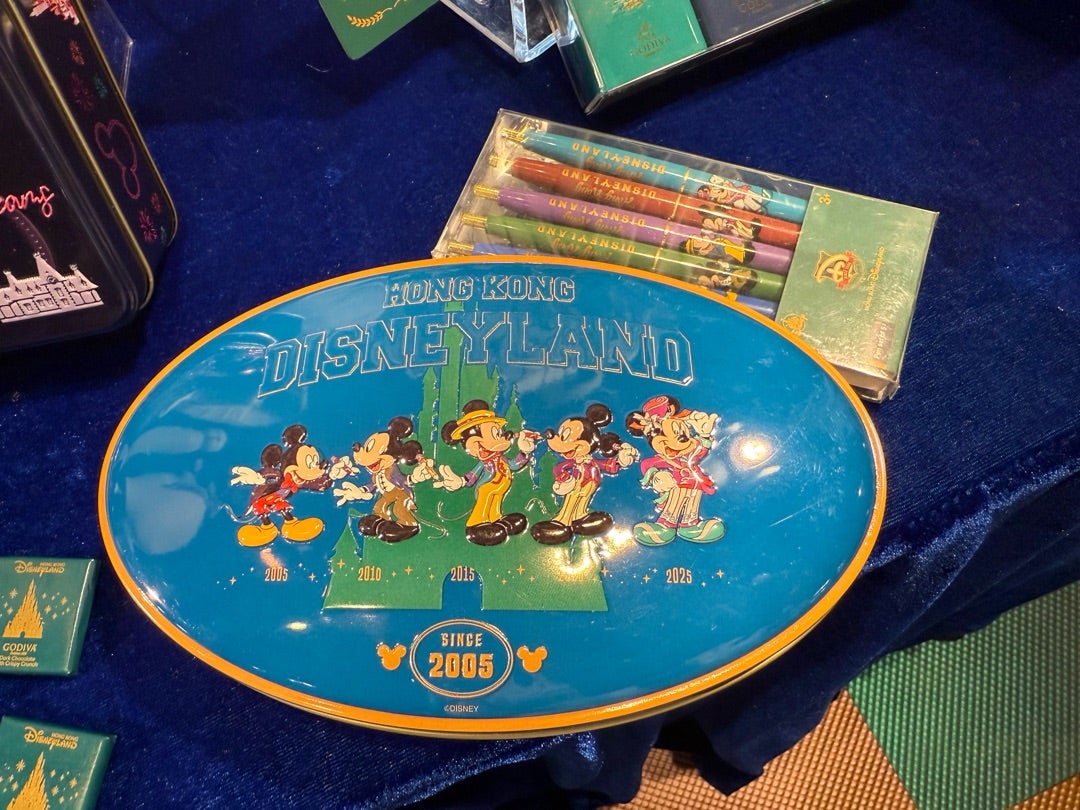 GODIVA
DISNEYLAND
DISNEYLAND
DISNEYLAND
DISNEYLAND
HONG KONG
DISNEYLAND
2005 2010 2015 2025
SINCE
2005
©DISNEY
HONG KONG
DISNEYLAND
GODIVA
Dark Chocolate
HONG KONG
DISNEYLAND